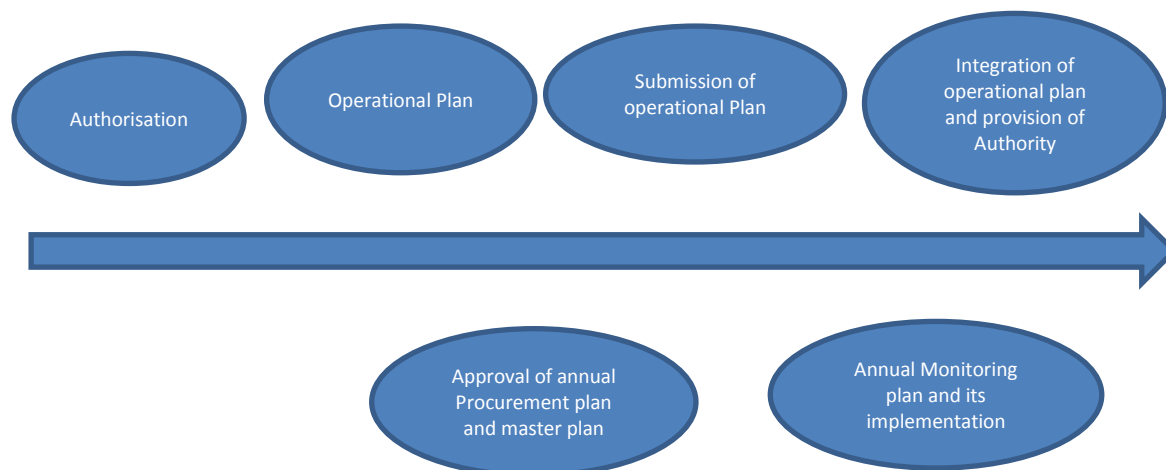 Authorisation
Operational Plan
Submission of
operational Plan
Integration of
operational plan
and provision of
Authority
Approval of annual
Procurement plan
and master plan
Annual Monitoring
plan and its
implementation